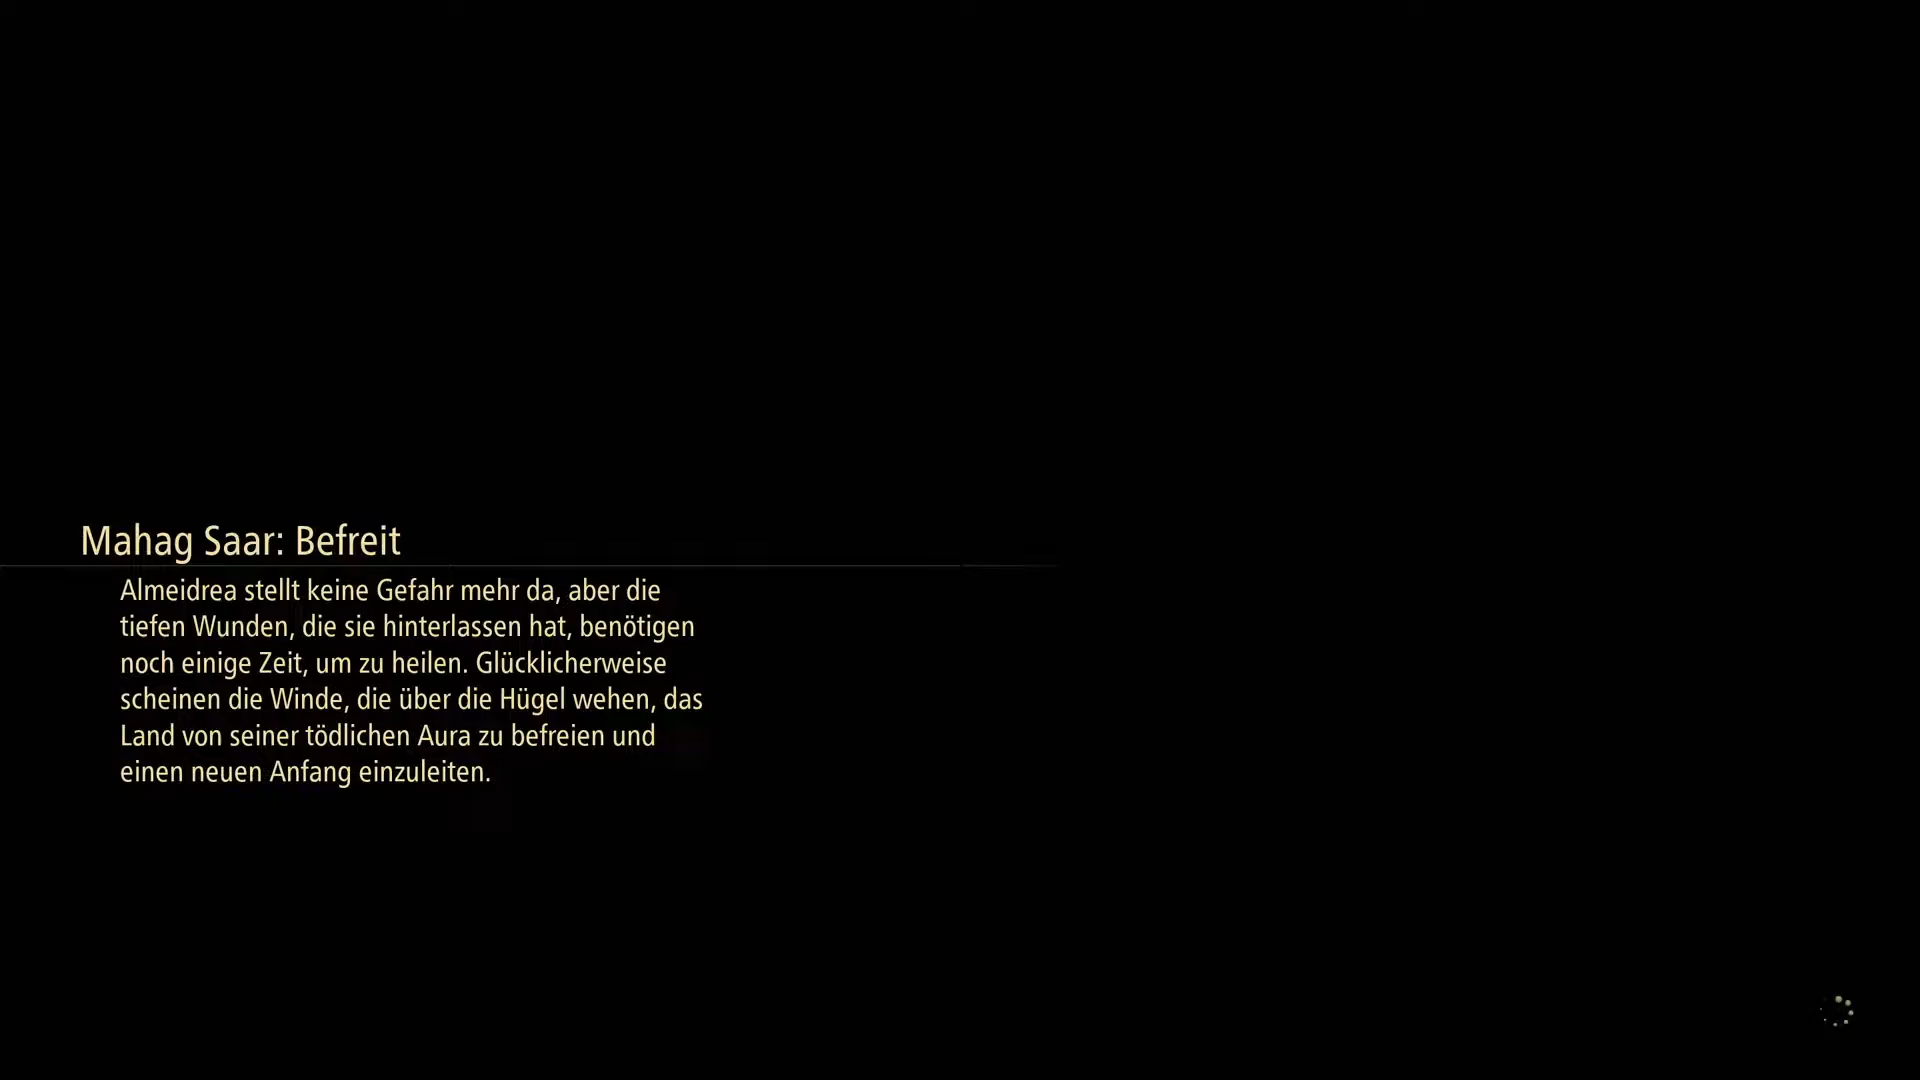 Mahag Saar: Befreit
Almeidrea stellt keine Gefahr mehr da, aber die
tiefen Wunden, die sie hinterlassen hat, benötigen
noch einige Zeit, um zu heilen. Glücklicherweise
scheinen die Winde, die über die Hügel wehen, das
Land von seiner tödlichen Aura zu befreien und
einen neuen Anfang einzuleiten.